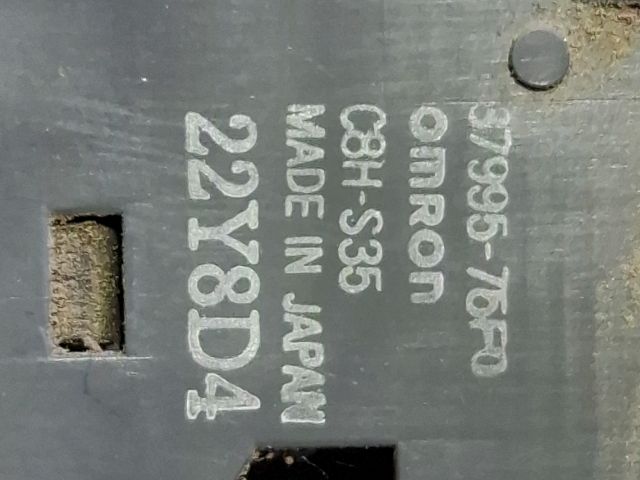 37995-76F0
OMRON
C8H-S35
MADE IN JAPAN
22Y8D4